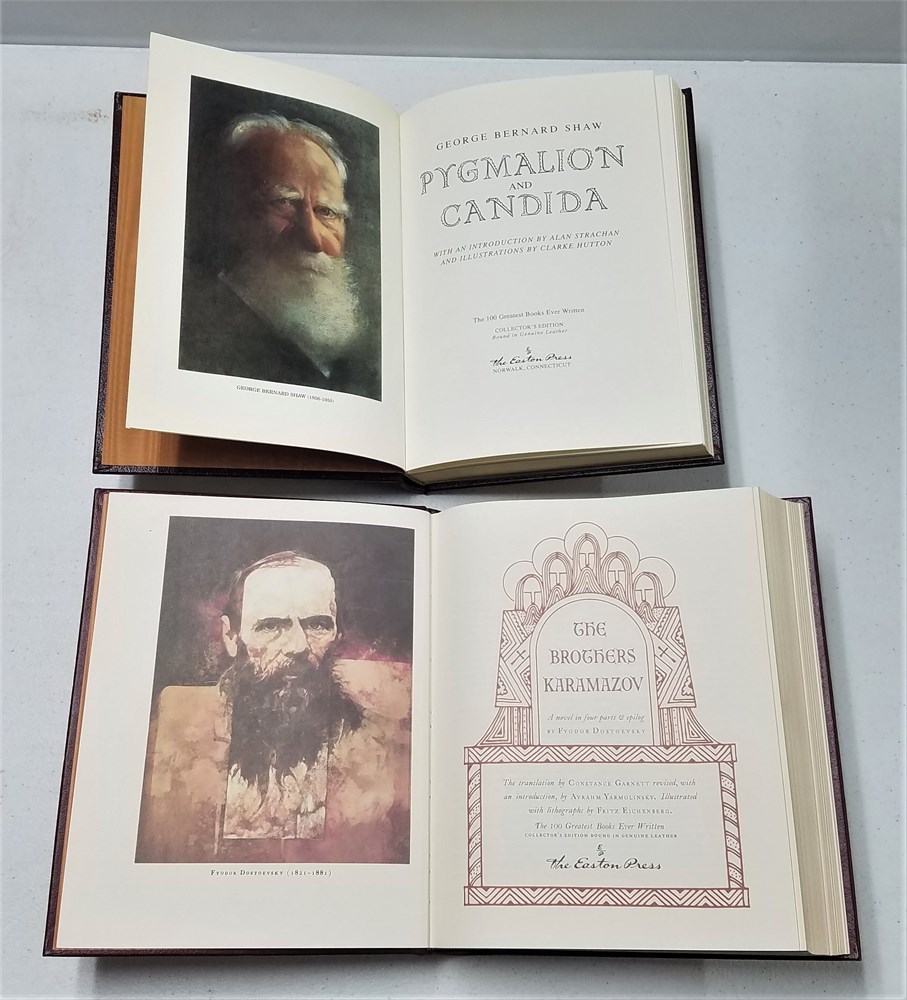 GEORGE BERNARD SHAW
PYGMALION
AND
CANDIDA
WITH AN INTRODUCTION BY ALAN STRACHAN
AND ILLUSTRATIONS BY CLARKE HUTTON
The 100 Greatest Books Ever Written
COLLECTOR'S EDITION
Bound in Genuine Leather
The Easton Press
NORWALK, CONNECTICUT
GEORGE BERNARD SHAW (1856-1950)
THE
BROTHERS
KARAMAZOV
A novel in four parts & epilog
BY FYODOR DOSTOEVSKY
The translation by CONSTANCE GARNETT revised, with
an introduction, by AVRAHM YARMOLINSKY. Illustrated
with lithographs by FRITZ EICHENBERG.
The 100 Greatest Books Ever Written
COLLECTOR'S EDITION BOUND IN GENUINE LEATHER
The Easton Press
FYODOR DOSTOEVSKY (1821-1881)